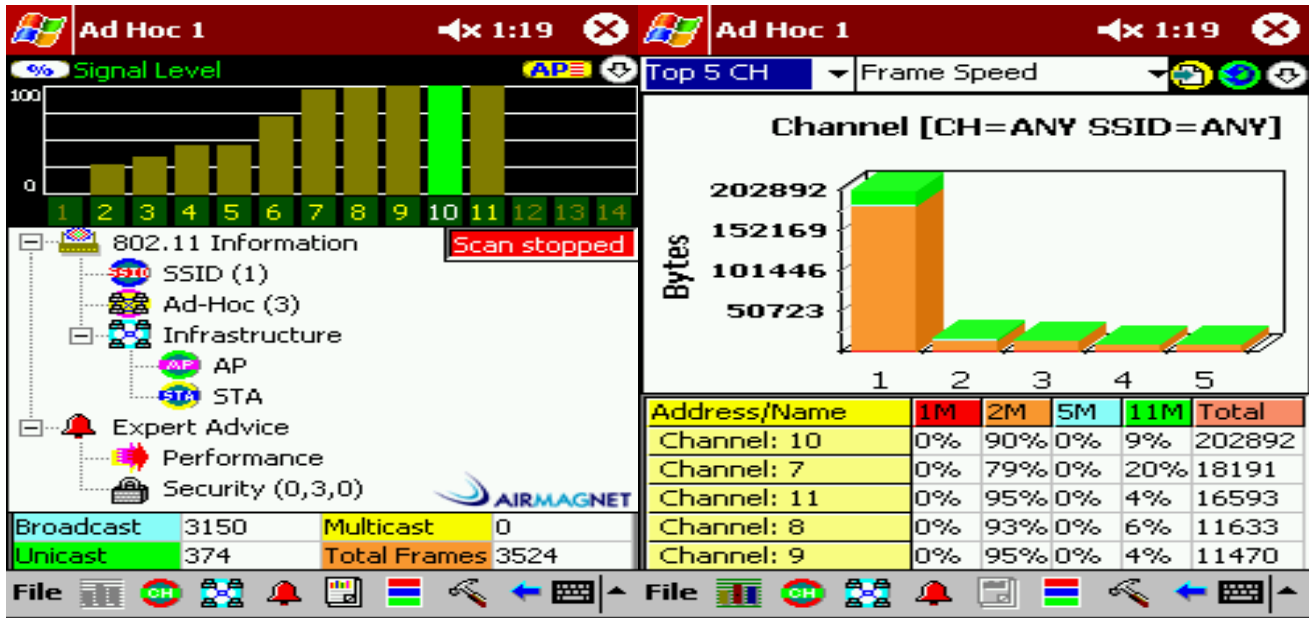 Ad Hoc 1 1:19
% Signal Level AP
100
0
1 2 3 4 5 6 7 8 9 10 11 12 13 14
802.11 Information Scan stopped
SSID SSID (1)
Ad-Hoc (3)
Infrastructure
AP AP
STA STA
Expert Advice
Performance
Security (0,3,0)
AIRMAGNET
Broadcast 3150 Multicast 0
Unicast 374 Total Frames 3524
File CH
Ad Hoc 1 1:19
Top 5 CH Frame Speed
Channel [CH=ANY SSID=ANY]
Bytes
202892
152169
101446
50723
1 2 3 4 5
Address/Name 1M 2M 5M 11M Total
Channel: 10 0% 90% 0% 9% 202892
Channel: 7 0% 79% 0% 20% 18191
Channel: 11 0% 95% 0% 4% 16593
Channel: 8 0% 93% 0% 6% 11633
Channel: 9 0% 95% 0% 4% 11470
File CH